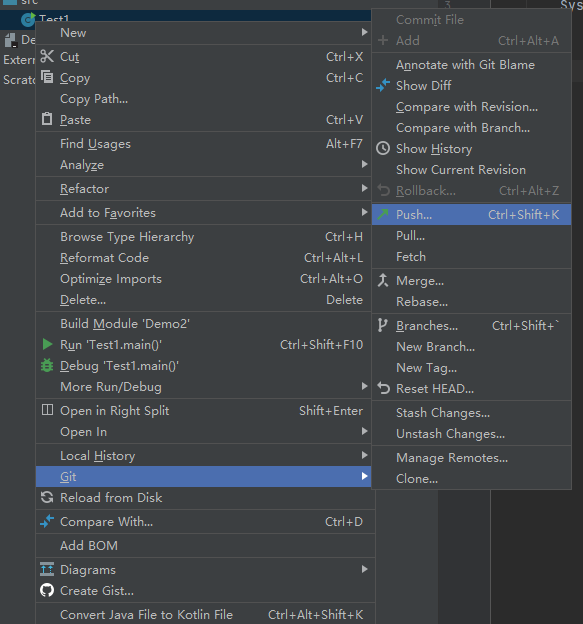 src
3
Sys
Test1
De
Extern
Scratc
New
Cut Ctrl+X
Copy Ctrl+C
Copy Path...
Paste Ctrl+V
Find Usages Alt+F7
Analyze
Refactor
Add to Favorites
Browse Type Hierarchy Ctrl+H
Reformat Code Ctrl+Alt+L
Optimize Imports Ctrl+Alt+O
Delete... Delete
Build Module 'Demo2'
Run 'Test1.main()' Ctrl+Shift+F10
Debug 'Test1.main()'
More Run/Debug
Open in Right Split Shift+Enter
Open In
Local History
Git
Reload from Disk
Compare With... Ctrl+D
Add BOM
Diagrams
Create Gist...
Convert Java File to Kotlin File Ctrl+Alt+Shift+K
Commit File
Add Ctrl+Alt+A
Annotate with Git Blame
Show Diff
Compare with Revision...
Compare with Branch...
Show History
Show Current Revision
Rollback... Ctrl+Alt+Z
Push... Ctrl+Shift+K
Pull...
Fetch
Merge...
Rebase...
Branches... Ctrl+Shift+`
New Branch...
New Tag...
Reset HEAD...
Stash Changes...
Unstash Changes...
Manage Remotes...
Clone...